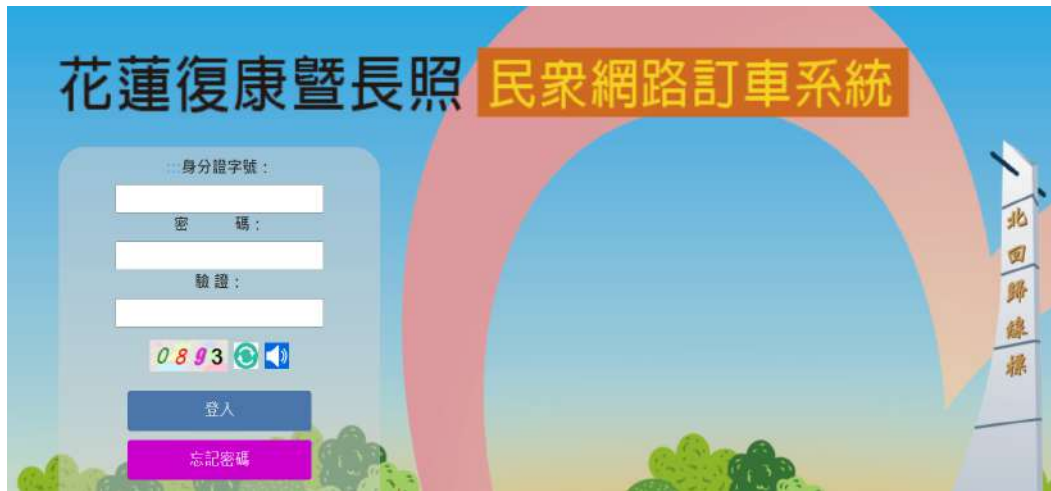 花蓮復康暨長照 民眾網路訂車系統
:::身分證字號：
密 碼：
驗證：
0893
登入
忘記密碼
北回歸線標